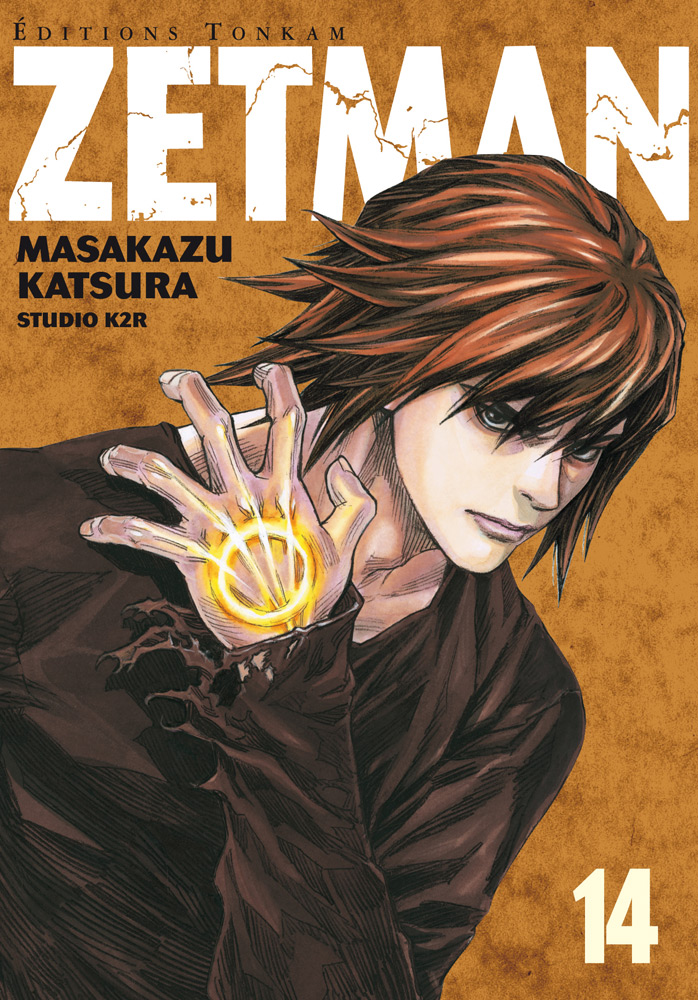 ÉDITIONS TONKAM
ZETMAN
MASAKAZU
KATSURA
STUDIO K2R
14